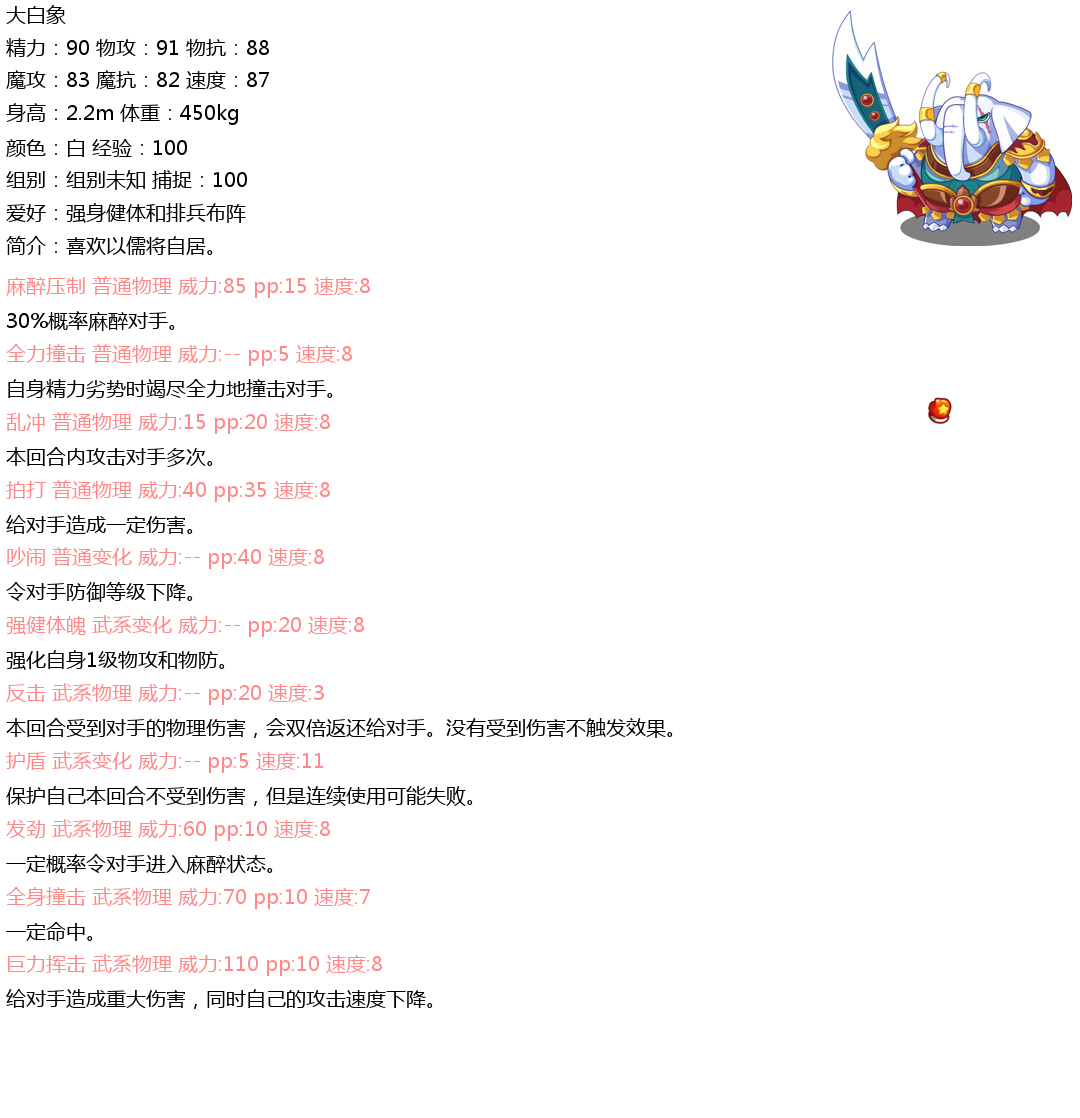 大白象
精力：90 物攻：91 物抗：88
魔攻：83 魔抗：82 速度：87
身高：2.2m 体重：450kg
颜色：白 经验：100
组别：组别未知 捕捉：100
爱好：强身健体和排兵布阵
简介：喜欢以儒将自居。
麻醉压制 普通物理 威力:85 pp:15 速度:8
30%概率麻醉对手。
全力撞击 普通物理 威力:-- pp:5 速度:8
自身精力劣势时竭尽全力地撞击对手。
乱冲 普通物理 威力:15 pp:20 速度:8
本回合内攻击对手多次。
拍打 普通物理 威力:40 pp:35 速度:8
给对手造成一定伤害。
吵闹 普通变化 威力:-- pp:40 速度:8
令对手防御等级下降。
强健体魄 武系变化 威力:-- pp:20 速度:8
强化自身1级物攻和物防。
反击 武系物理 威力:-- pp:20 速度:3
本回合受到对手的物理伤害，会双倍返还给对手。没有受到伤害不触发效果。
护盾 武系变化 威力:-- pp:5 速度:11
保护自己本回合不受到伤害，但是连续使用可能失败。
发劲 武系物理 威力:60 pp:10 速度:8
一定概率令对手进入麻醉状态。
全身撞击 武系物理 威力:70 pp:10 速度:7
一定命中。
巨力挥击 武系物理 威力:110 pp:10 速度:8
给对手造成重大伤害，同时自己的攻击速度下降。